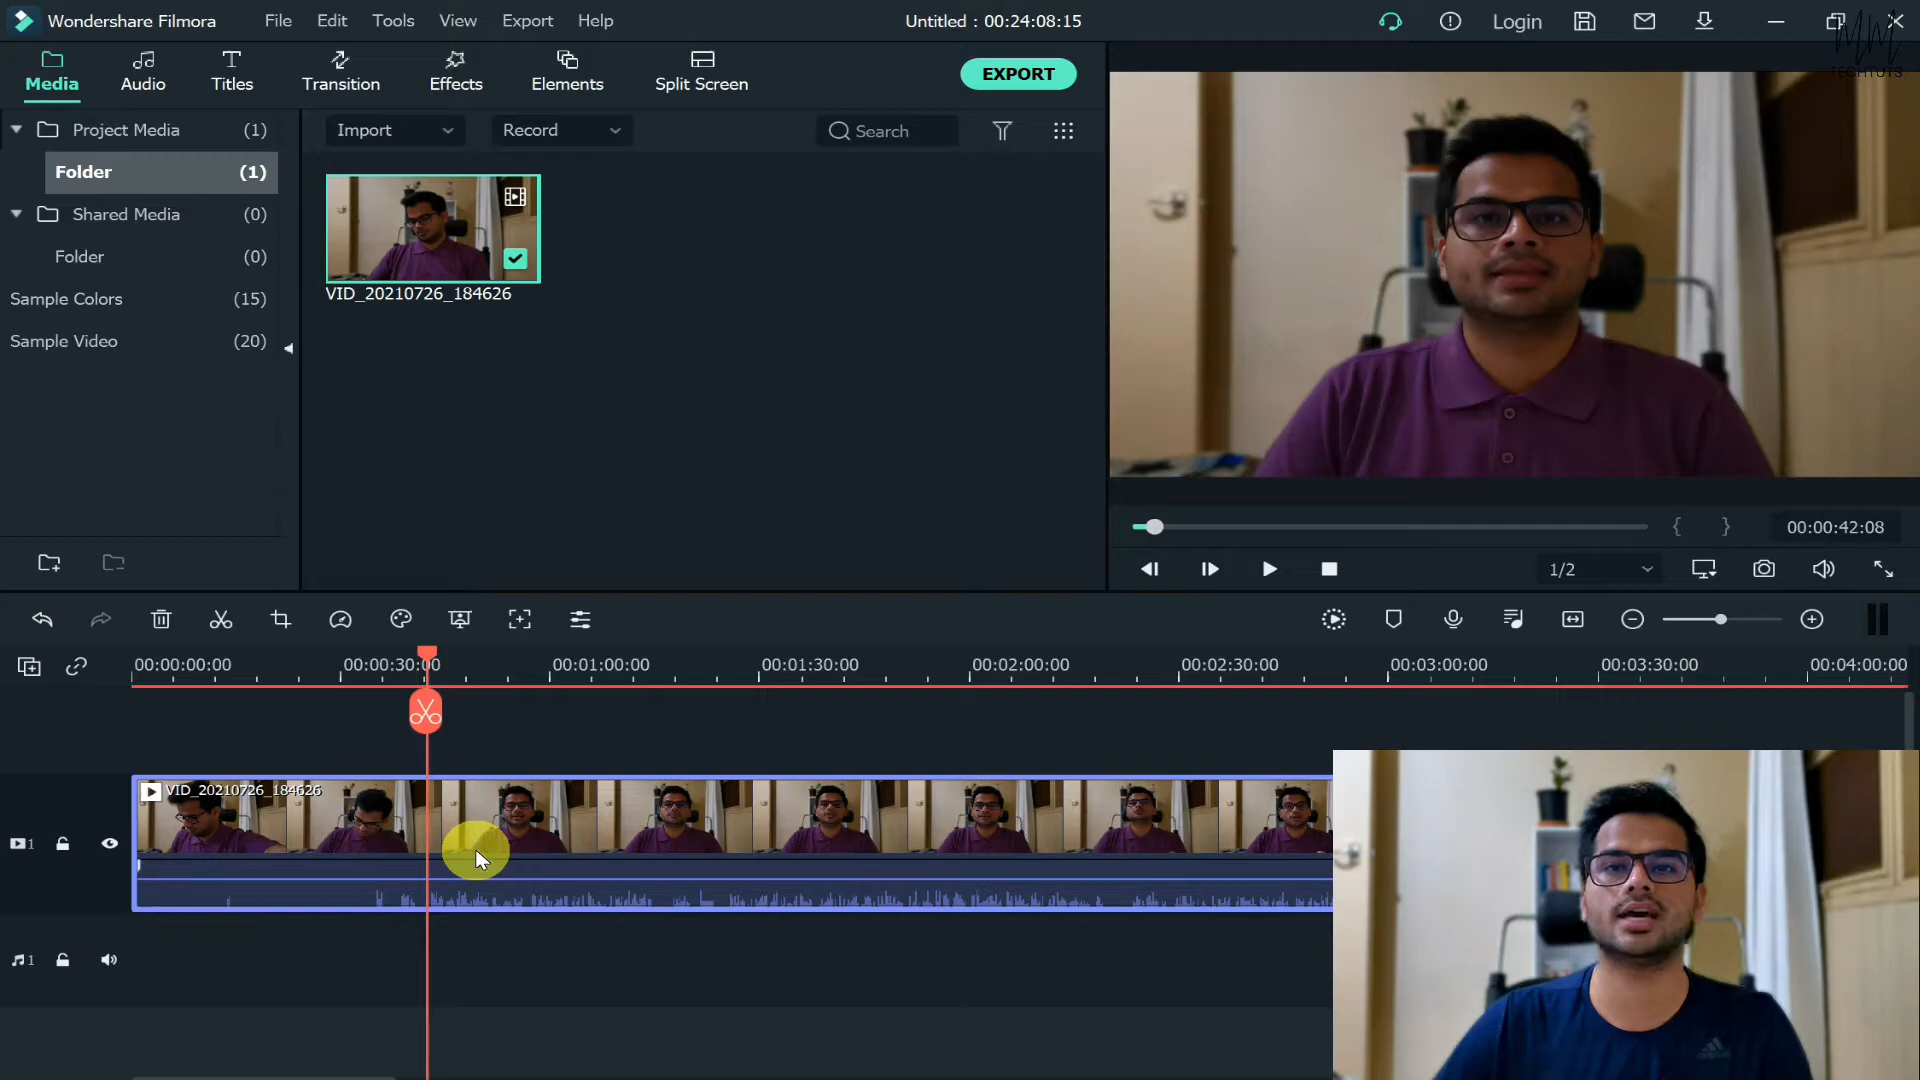 Wondershare Filmora File Edit Tools View Export Help Untitled : 00:24:08:15 Login
Media Audio Titles Transition Effects Elements Split Screen EXPORT
TECHTUTS
Project Media (1)
Folder (1)
Shared Media (0)
Folder (0)
Sample Colors (15)
Sample Video (20)
Import Record Search
VID_20210726_184626
00:00:42:08
1/2
00:00:00:00 00:00:30:00 00:01:00:00 00:01:30:00 00:02:00:00 00:02:30:00 00:03:00:00 00:03:30:00 00:04:00:00
VID_20210726_184626
1
1
adidas